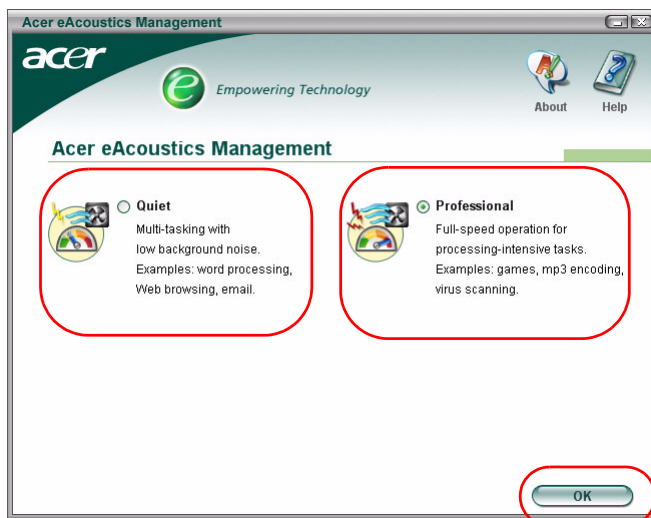 Acer eAcoustics Management
acer
e Empowering Technology
About
Help
Acer eAcoustics Management
Quiet
Multi-tasking with
low background noise.
Examples: word processing,
Web browsing, email.
Professional
Full-speed operation for
processing-intensive tasks.
Examples: games, mp3 encoding,
virus scanning.
OK